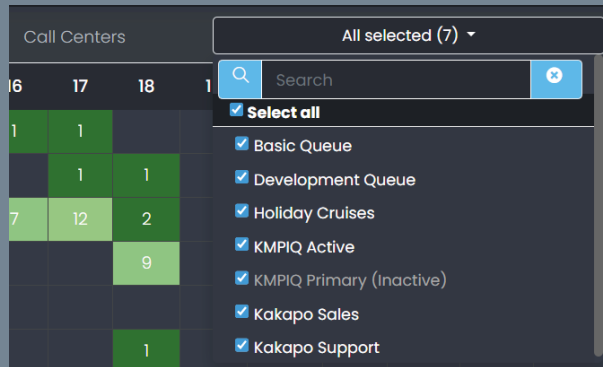 Call Centers
All selected (7)
Search
Select all
Basic Queue
Development Queue
Holiday Cruises
KMPIQ Active
KMPIQ Primary (Inactive)
Kakapo Sales
Kakapo Support
17 18
1 1
1 1
7 12 2
9
1